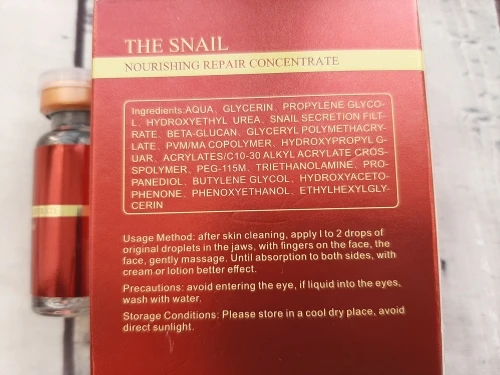 THE SNAIL
NOURISHING REPAIR CONCENTRATE
Ingredients:AQUA、GLYCERIN、PROPYLENE GLYCO-
L、HYDROXYETHYL UREA、SNAIL SECRETION FILT-
RATE、BETA-GLUCAN、GLYCERYL POLYMETHACRY-
LATE、PVM/MA COPOLYMER、HYDROXYPROPYL G-
UAR、ACRYLATES/C10-30 ALKYL ACRYLATE CROS-
SPOLYMER、PEG-115M、TRIETHANOLAMINE、PRO-
PANEDIOL、BUTYLENE GLYCOL、HYDROXYACETO-
PHENONE、PHENOXYETHANOL、ETHYLHEXYLGLY-
CERIN
Usage Method: after skin cleaning, apply l to 2 drops of
original droplets in the jaws, with fingers on the face, the
face, gently massage. Until absorption to both sides, with
cream or lotion better effect.
Precautions: avoid entering the eye, if liquid into the eyes,
wash with water.
Storage Conditions: Please store in a cool dry place, avoid
direct sunlight.